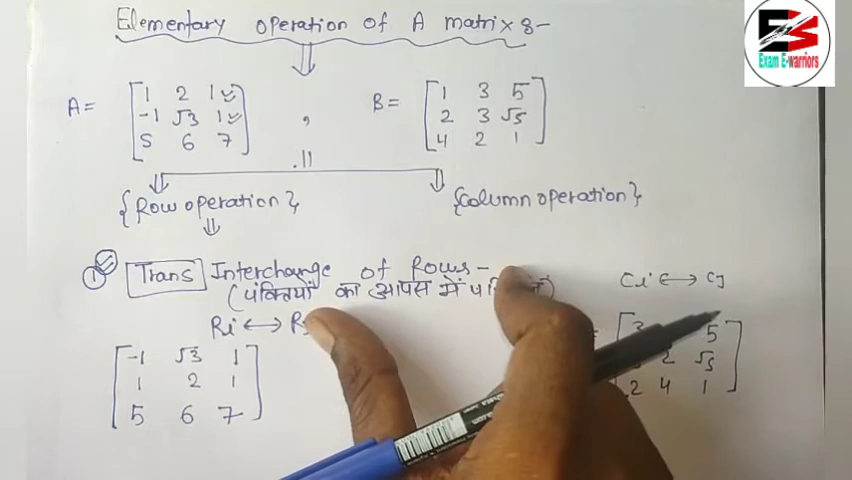 Elementary operation of A matrix :-
A = [1 2 1
-1 √3 1
5 6 7] , B = [1 3 5
2 3 √5
4 2 1]
{Row operation} {Column operation}
① Trans Interchange of Rows -
(पंक्तियों का आपस में
Ri ↔ Ci ↔ Cj
[-1 √3 1
1 2 1
5 6 7] = [3 5
2 √5
2 4 1]
ES
Exam E-warriors